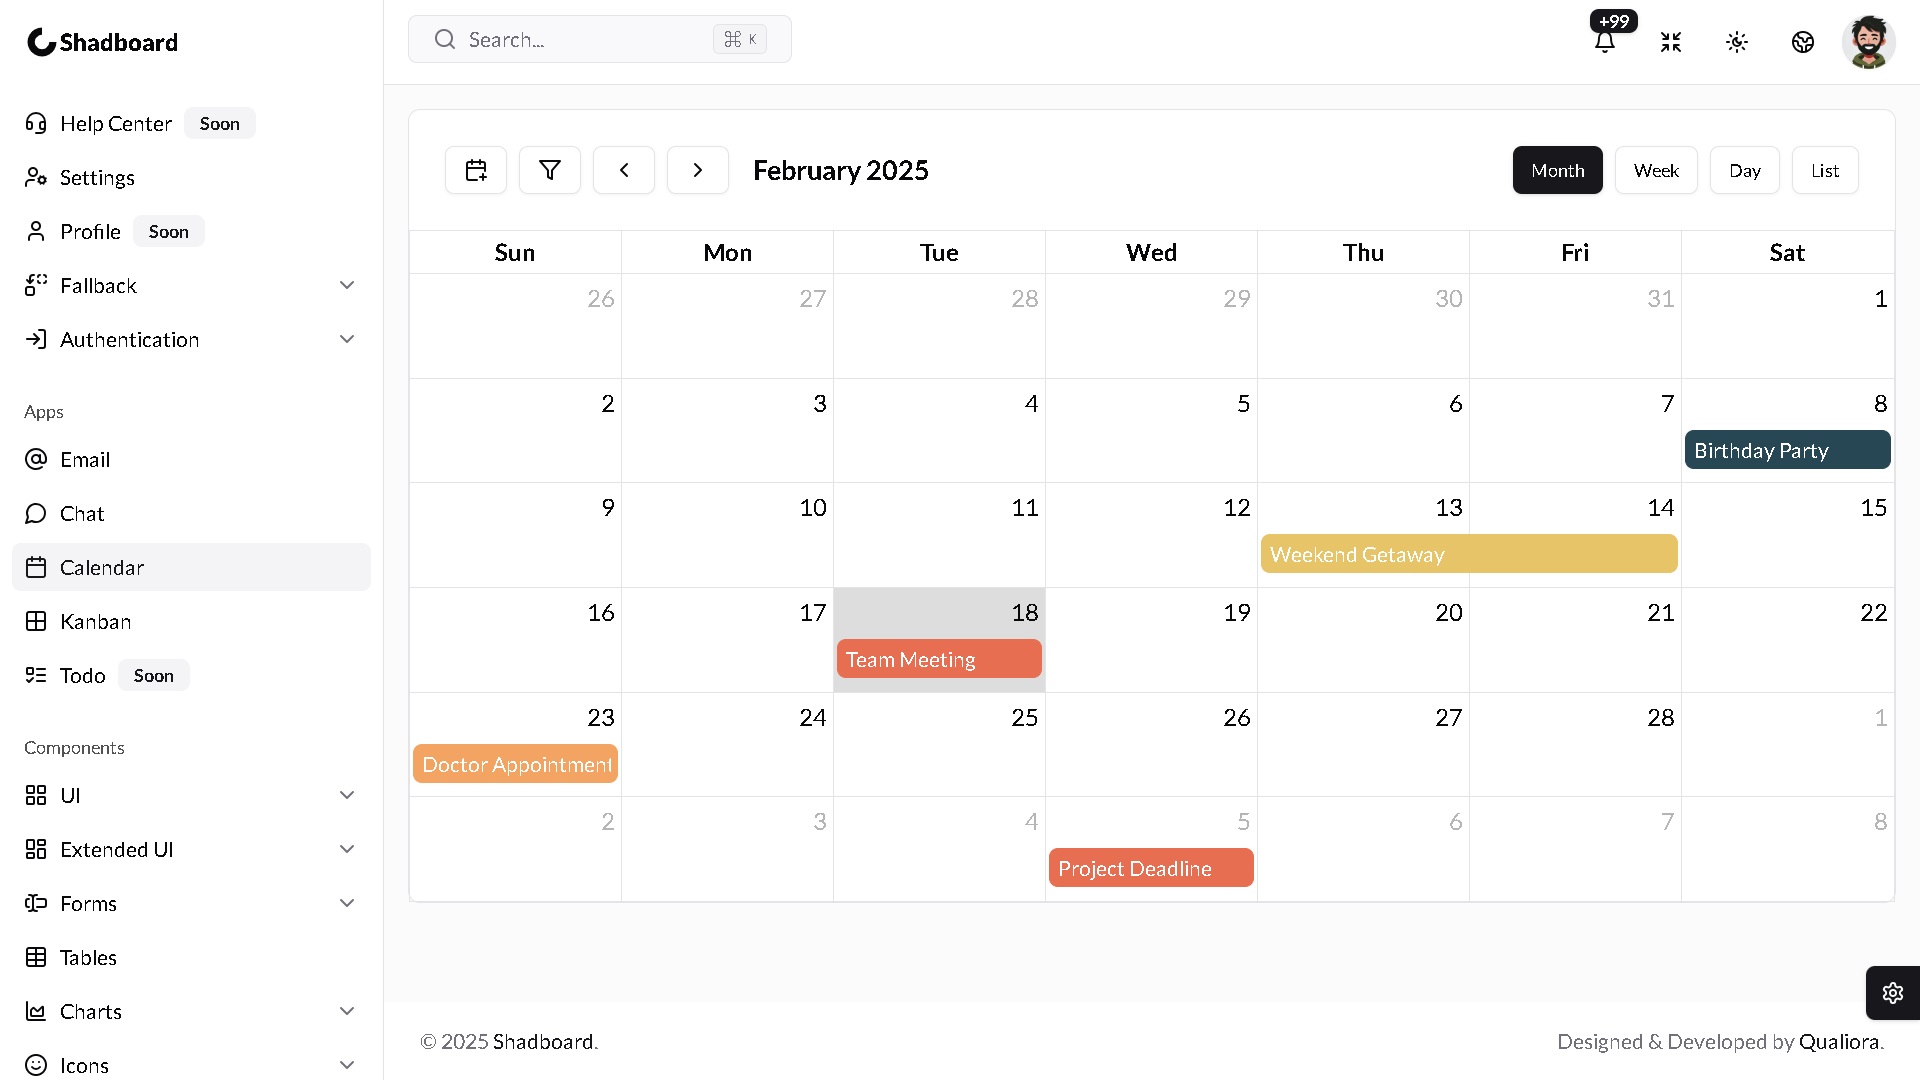 Shadboard
Search...
⌘ K
+99
Help Center Soon
Settings
Profile Soon
Fallback
Authentication
Apps
Email
Chat
Calendar
Kanban
Todo Soon
Components
UI
Extended UI
Forms
Tables
Charts
Icons
February 2025
Month Week Day List
Sun Mon Tue Wed Thu Fri Sat
26 27 28 29 30 31 1
2 3 4 5 6 7 8
Birthday Party
9 10 11 12 13 14 15
Weekend Getaway
16 17 18 19 20 21 22
Team Meeting
23 24 25 26 27 28 1
Doctor Appointment
2 3 4 5 6 7 8
Project Deadline
© 2025 Shadboard.
Designed & Developed by Qualiora.